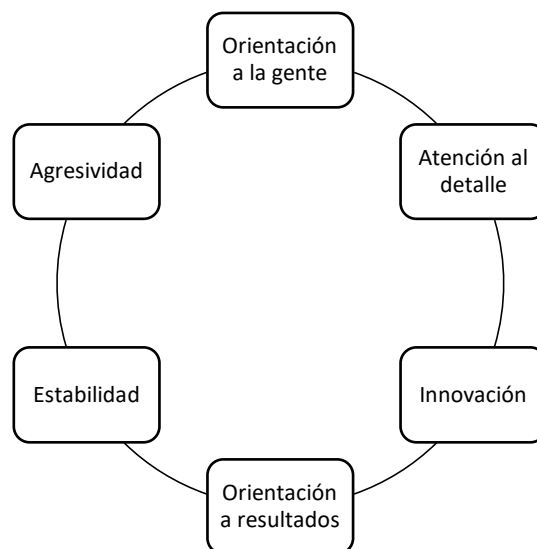 Orientación
a la gente
Atención al
detalle
Innovación
Orientación
a resultados
Estabilidad
Agresividad